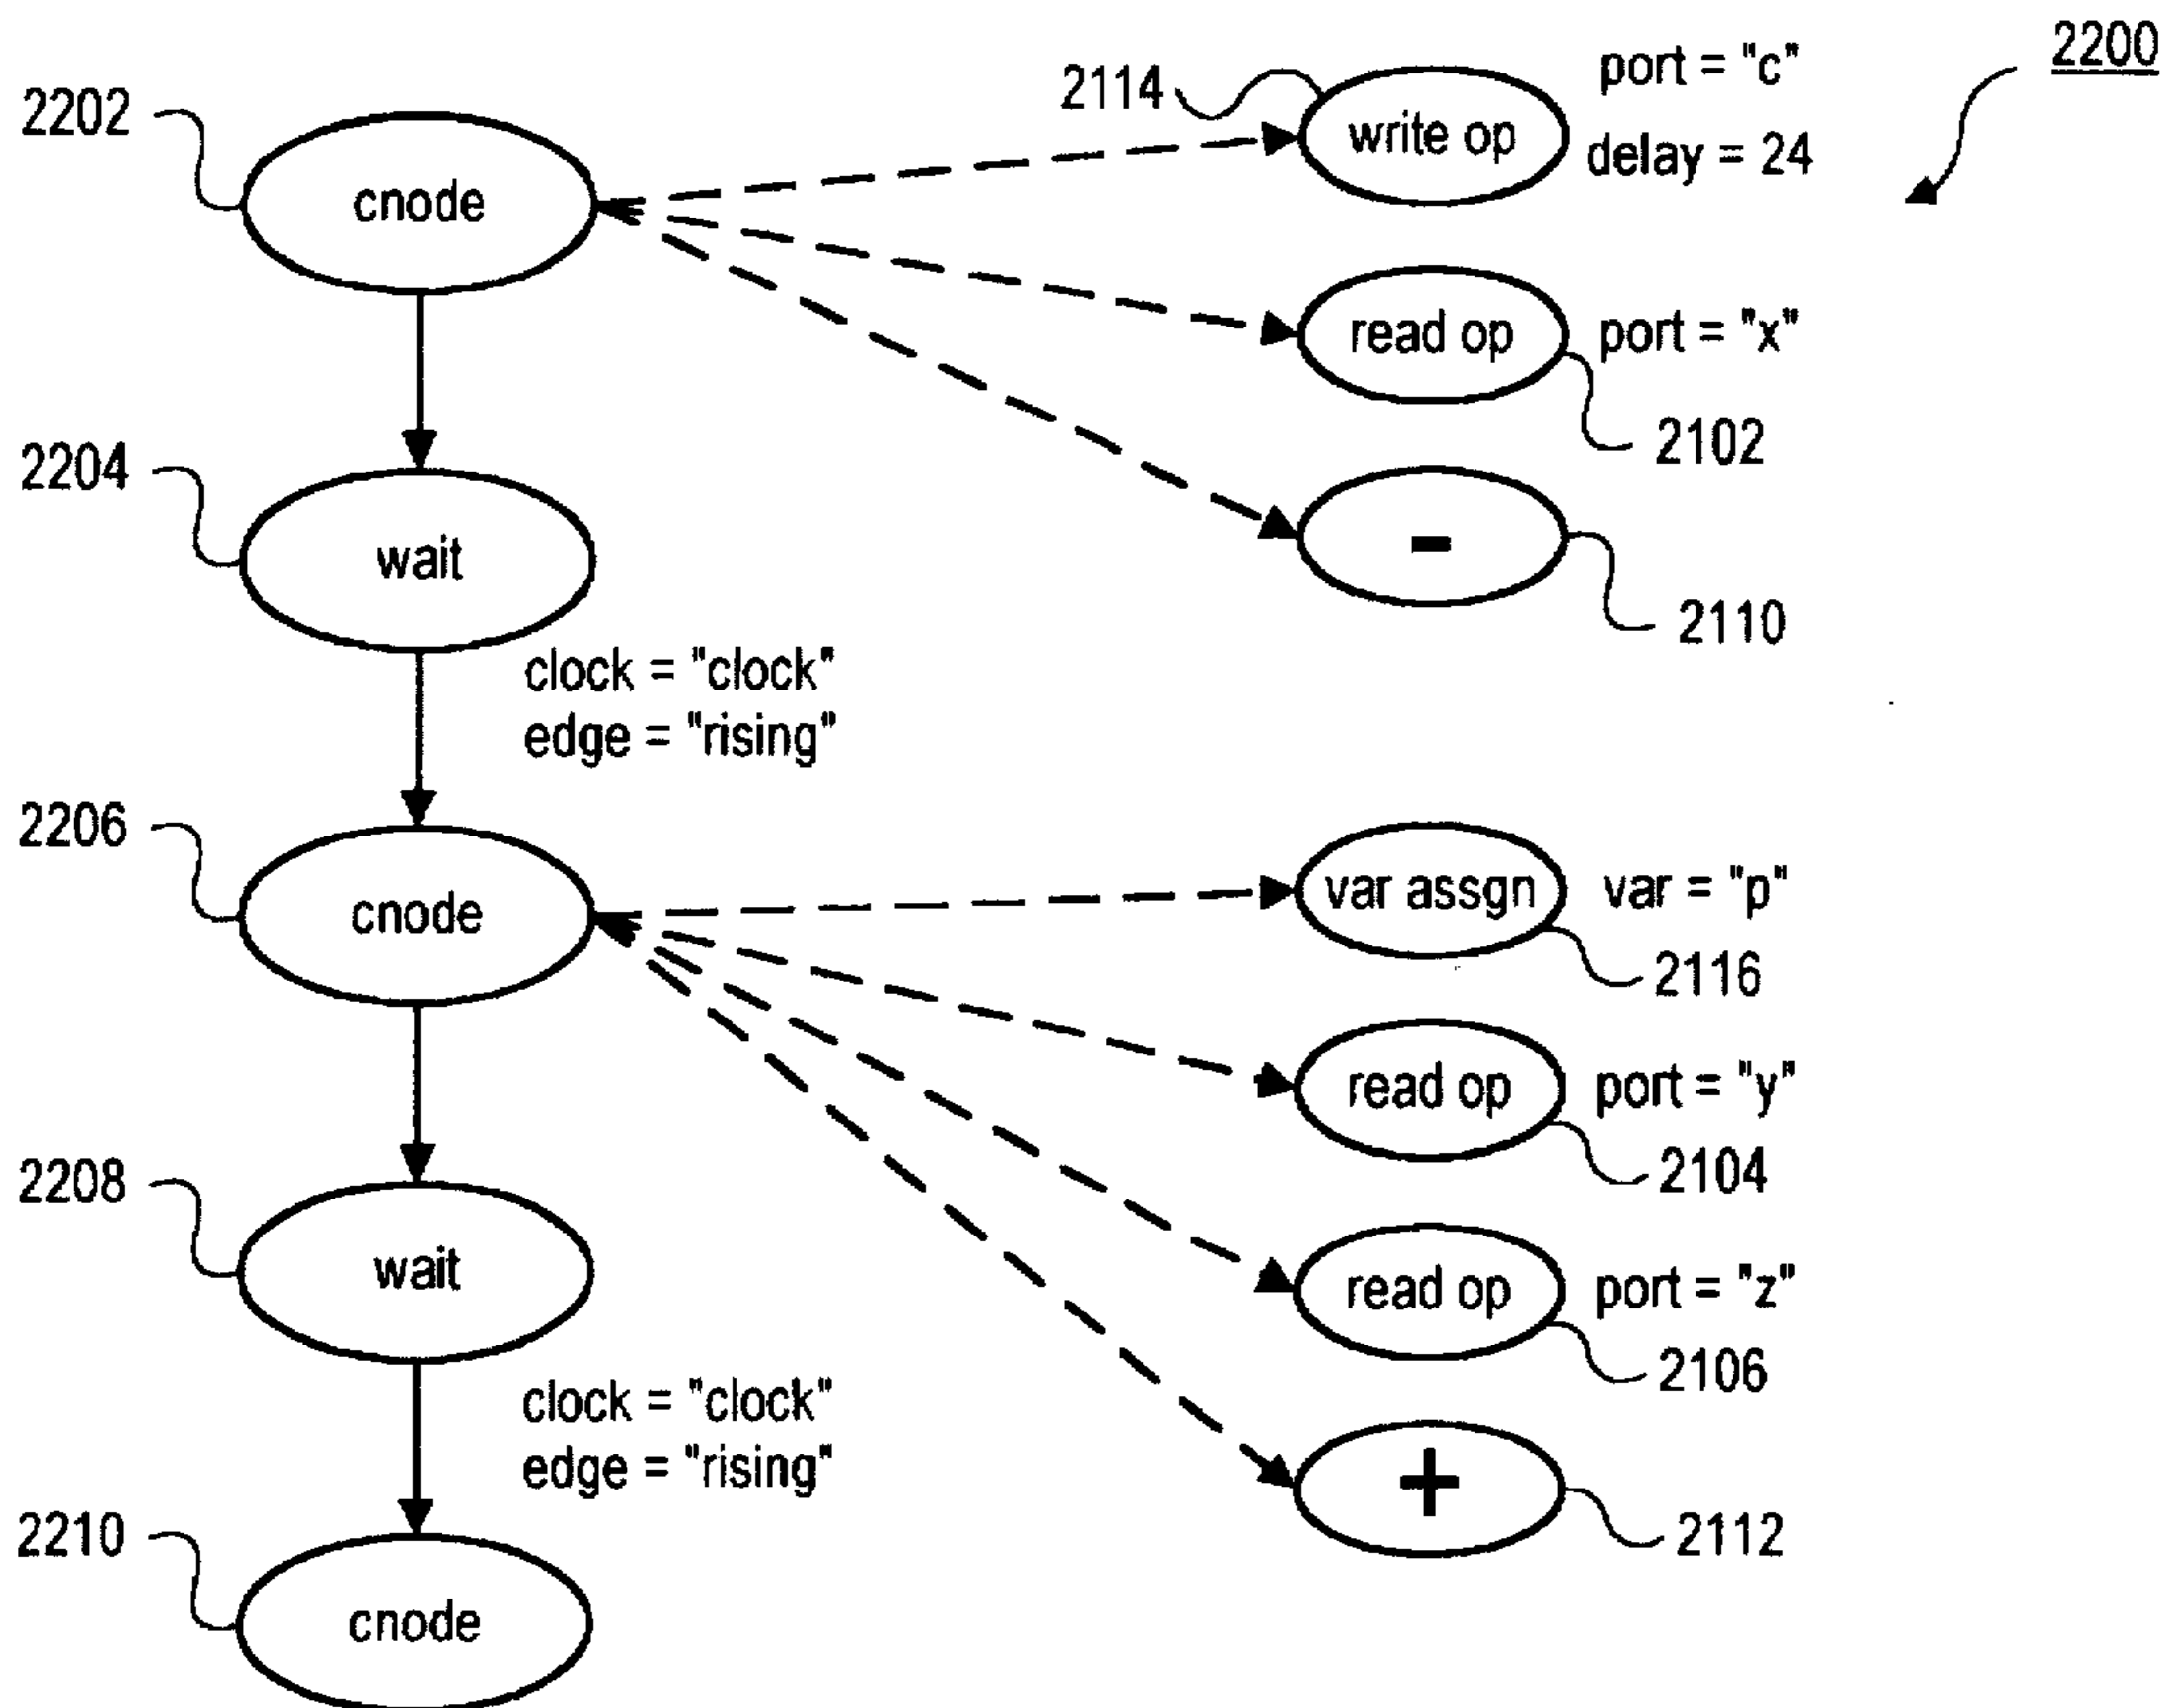 2200
port = "c"
2114
write op
delay = 24
2202
cnode
read op
port = "x"
2102
2204
wait
-
2110
clock = "clock"
edge = "rising"
2206
cnode
var assgn
var = "p"
2116
read op
port = "y"
2104
2208
wait
read op
port = "z"
2106
clock = "clock"
edge = "rising"
+
2112
2210
cnode